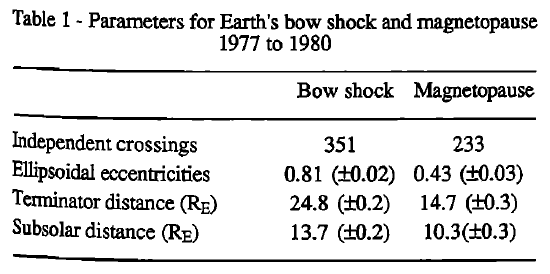 Table 1 - Parameters for Earth's bow shock and magnetopause
1977 to 1980
Bow shock Magnetopause
Independent crossings 351 233
Ellipsoidal eccentricities 0.81 (±0.02) 0.43 (±0.03)
Terminator distance (RE) 24.8 (±0.2) 14.7 (±0.3)
Subsolar distance (RE) 13.7 (±0.2) 10.3(±0.3)